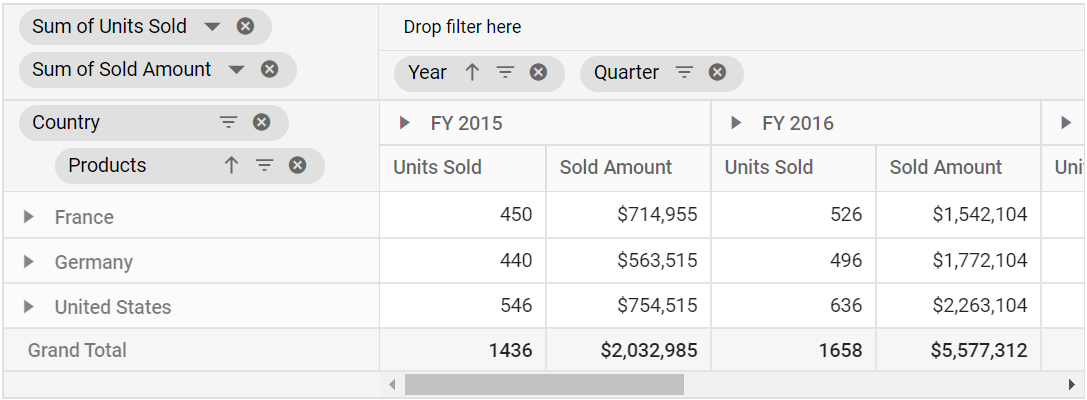 Sum of Units Sold
Drop filter here
Sum of Sold Amount
Year Quarter
Country
FY 2015 FY 2016
Products
Units Sold Sold Amount Units Sold Sold Amount Uni
France 450 $714,955 526 $1,542,104
Germany 440 $563,515 496 $1,772,104
United States 546 $754,515 636 $2,263,104
Grand Total 1436 $2,032,985 1658 $5,577,312